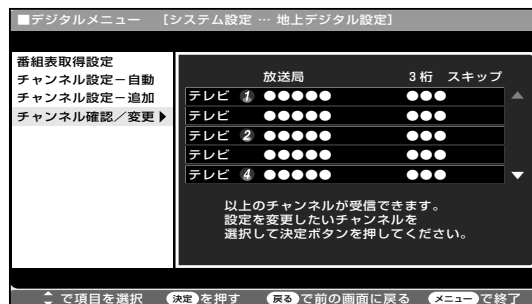 ■デジタルメニュー [システム設定 … 地上デジタル設定]
番組表取得設定
チャンネル設定－自動
チャンネル設定－追加
チャンネル確認／変更▶
放送局 3桁 スキップ
テレビ 1 ●●●●● ●●●
テレビ ●●●●● ●●●
テレビ 2 ●●●●● ●●●
テレビ ●●●●● ●●●
テレビ 4 ●●●●● ●●●
以上のチャンネルが受信できます。
設定を変更したいチャンネルを
選択して決定ボタンを押してください。
で項目を選択 決定を押す 戻るで前の画面に戻る メニューで終了